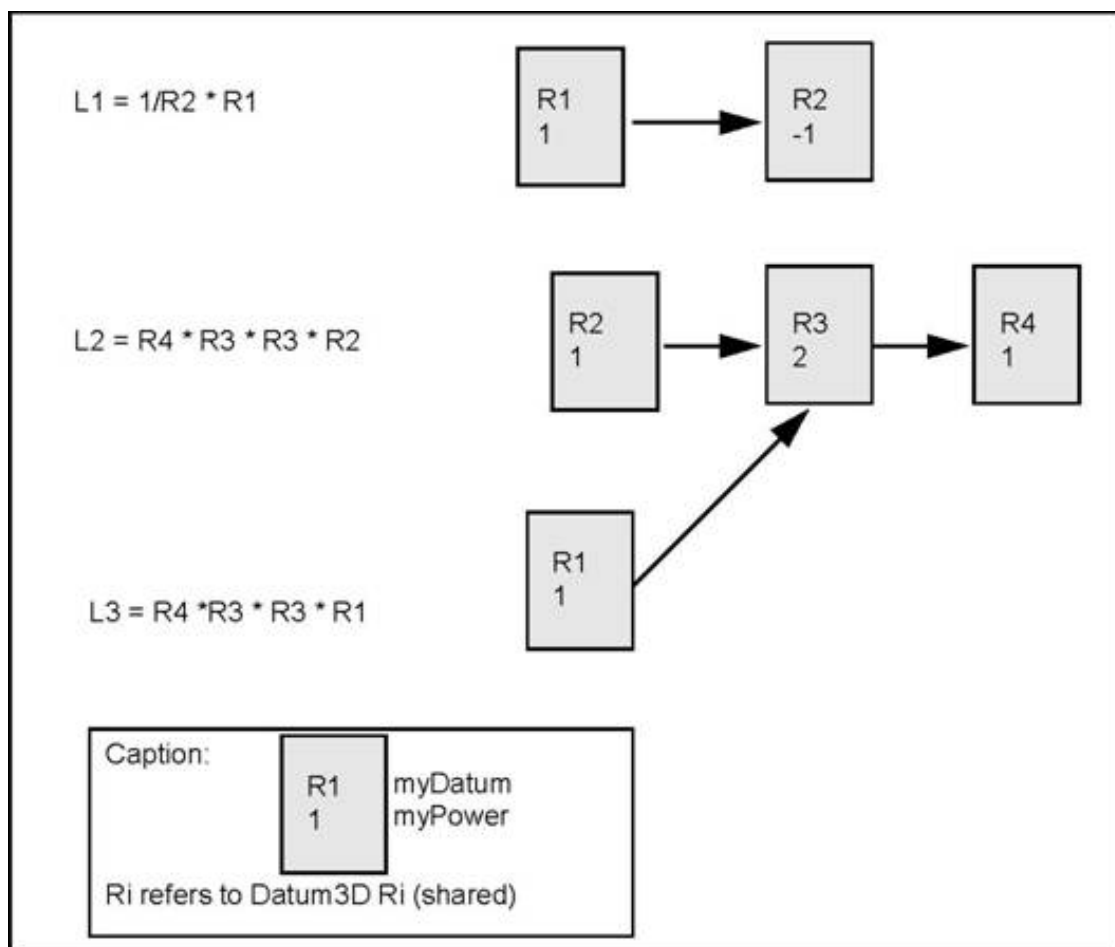 L1 = 1/R2 * R1
R1
1
R2
-1
L2 = R4 * R3 * R3 * R2
R2
1
R3
2
R4
1
L3 = R4 *R3 * R3 * R1
R1
1
Caption:
R1
1
myDatum
myPower
Ri refers to Datum3D Ri (shared)